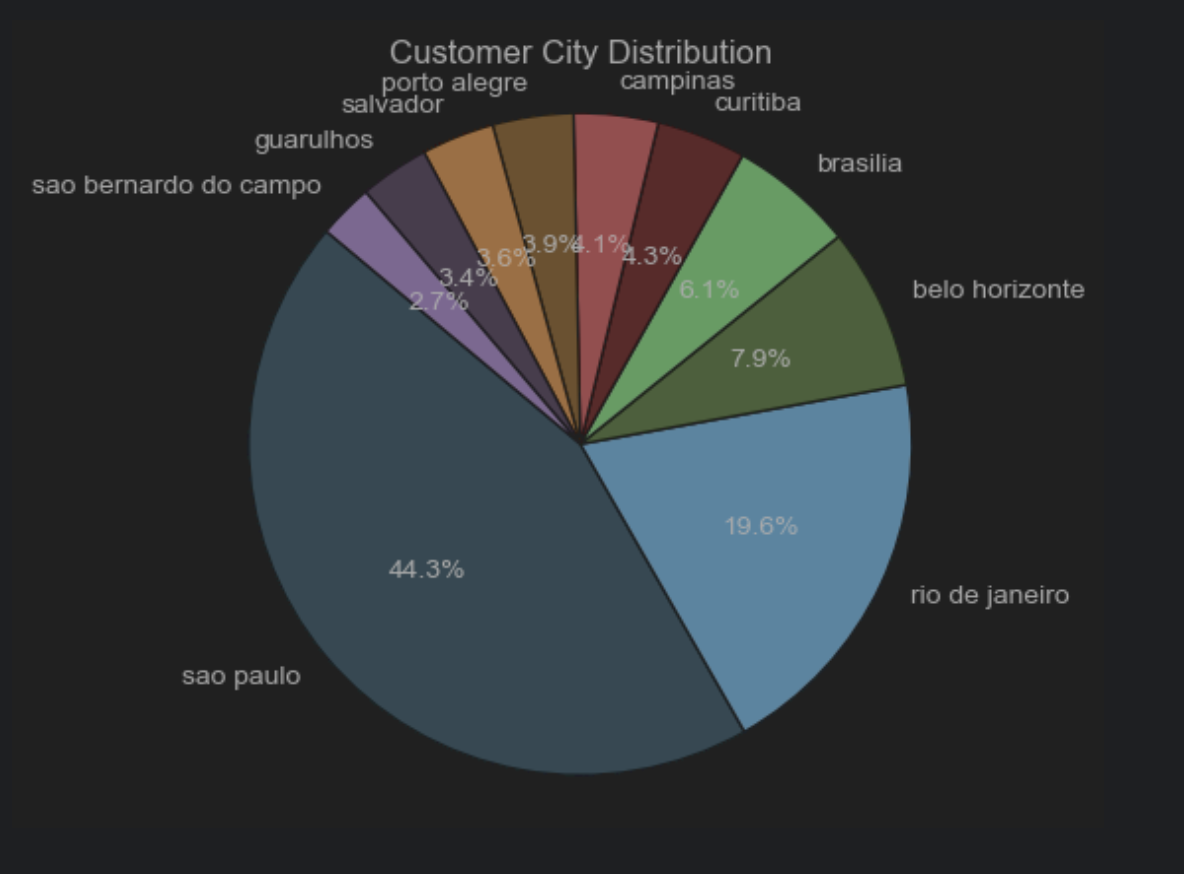 Customer City Distribution
porto alegre
campinas
salvador
curitiba
guarulhos
brasilia
sao bernardo do campo
3.9%
4.1%
3.6%
4.3%
3.4%
6.1%
belo horizonte
2.7%
7.9%
19.6%
44.3%
rio de janeiro
sao paulo